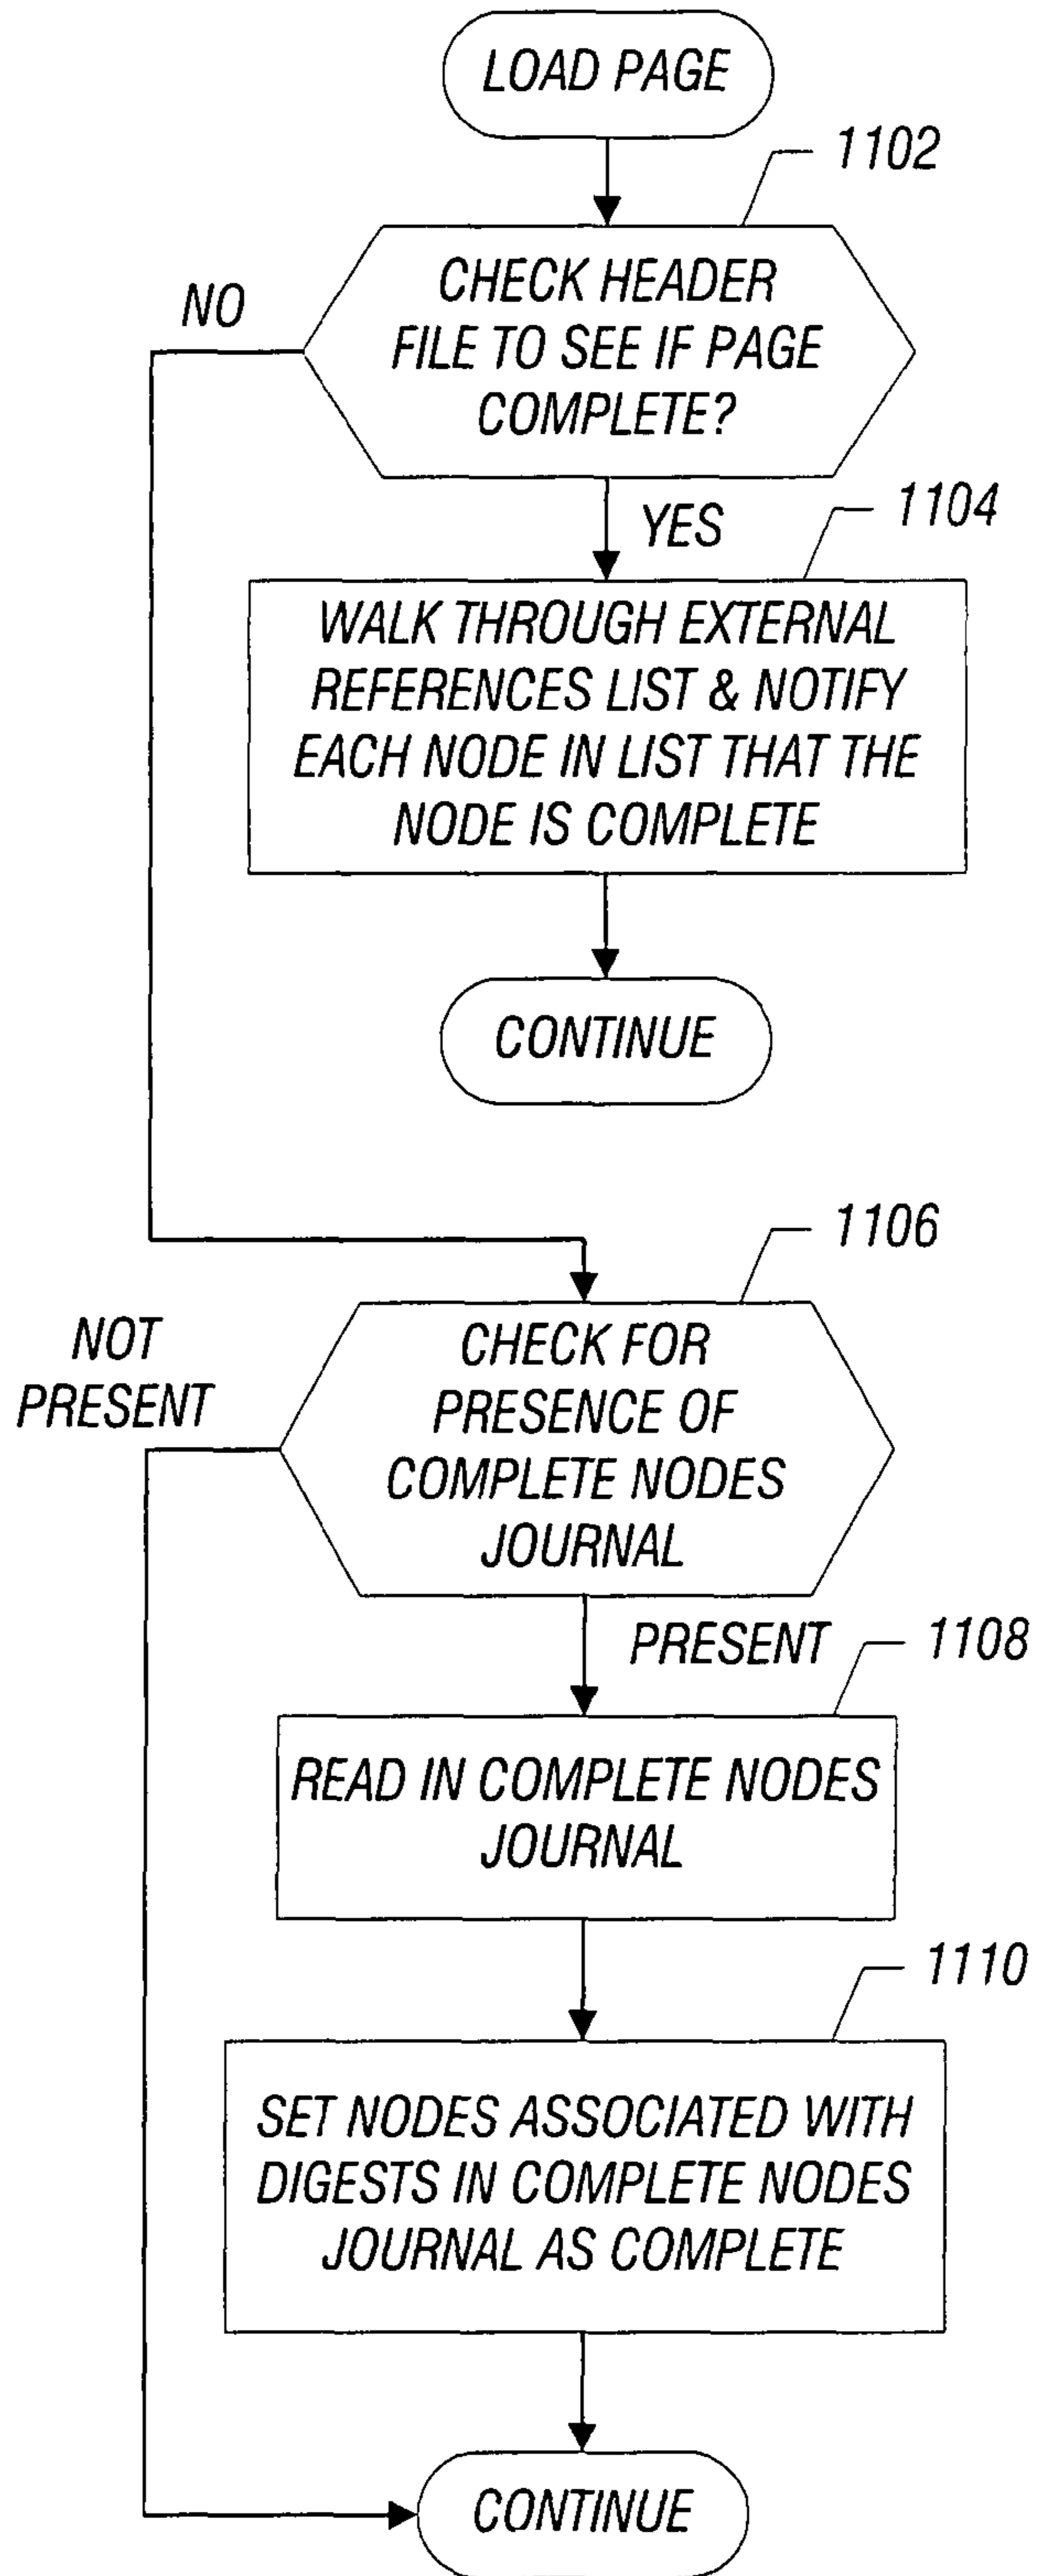 LOAD PAGE
1102
CHECK HEADER
FILE TO SEE IF PAGE
COMPLETE?
NO
YES
1104
WALK THROUGH EXTERNAL
REFERENCES LIST & NOTIFY
EACH NODE IN LIST THAT THE
NODE IS COMPLETE
CONTINUE
1106
CHECK FOR
PRESENCE OF
COMPLETE NODES
JOURNAL
NOT
PRESENT
PRESENT
1108
READ IN COMPLETE NODES
JOURNAL
1110
SET NODES ASSOCIATED WITH
DIGESTS IN COMPLETE NODES
JOURNAL AS COMPLETE
CONTINUE